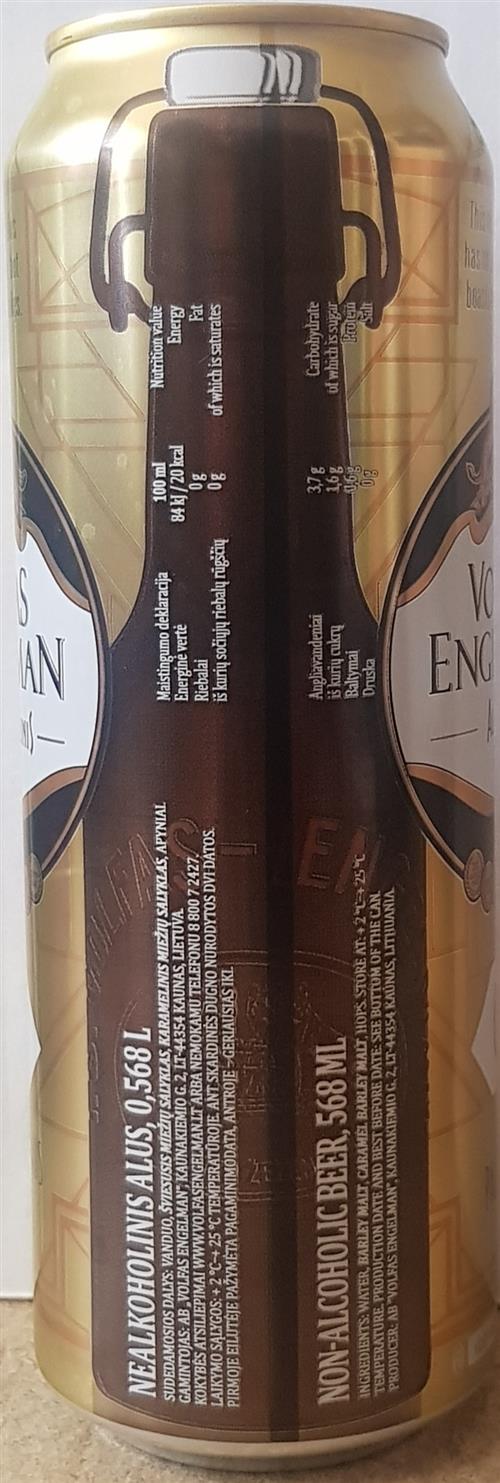 NEALKOHOLINIS ALUS, 0,568 L
SUDEDAMOSIOS DALYS: VANDUO, ŠVIESUSIS MIEŽIŲ SALYKLAS, KARAMELINIS MIEŽIŲ SALYKLAS, APYNIAI.
GAMINTOJAS: AB „VOLFAS ENGELMAN", KAUNAKIEMIO G. 2, LT-44354 KAUNAS, LIETUVA.
KOKYBĖS ATSILIEPIMAI WWW.VOLFASENGELMAN.LT ARBA NEMOKAMU TELEFONU 8 800 7 2427.
LAIKYMO SĄLYGOS: +2 °C–+ 25 °C TEMPERATŪROJE. ANT SKARDINĖS DUGNO NURODYTOS DVI DATOS.
PIRMOJE EILUTĖJE PAŽYMĖTA PAGAMINIMO DATA, ANTROJE – GERIAUSIAS IKI.
NON-ALCOHOLIC BEER, 568 ML
INGREDIENTS: WATER, BARLEY MALT, CARAMEL BARLEY MALT, HOPS. STORE AT: + 2 °C–+ 25 °C
TEMPERATURE. PRODUCTION DATE AND BEST BEFORE DATE: SEE BOTTOM OF THE CAN.
PRODUCER: AB "VOLFAS ENGELMAN", KAUNAKIEMIO G. 2, LT-44354 KAUNAS, LITHUANIA
Maistingumo deklaracija 100 ml Nutrition value
Energinė vertė 84 kJ / 20 kcal Energy
Riebalai 0 g Fat
iš kurių sočiųjų riebalų rūgščių 0 g of which is saturates
Angliavandeniai 3,7 g Carbohydrate
iš kurių cukrų 1,6 g of which is sugar
Baltymai 0,6 g Protein
Druska 0 g Salt